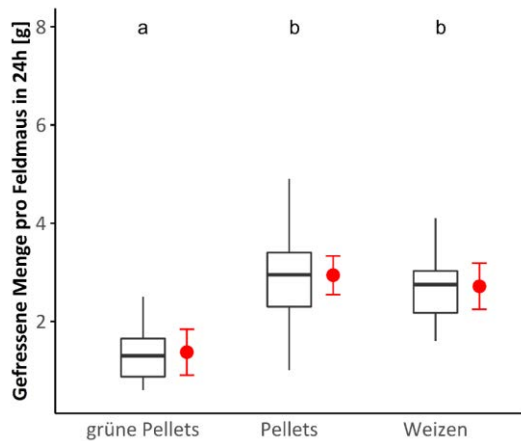 Gefressene Menge pro Feldmaus in 24h [g]
8
6
4
2
a b b
grüne Pellets Pellets Weizen